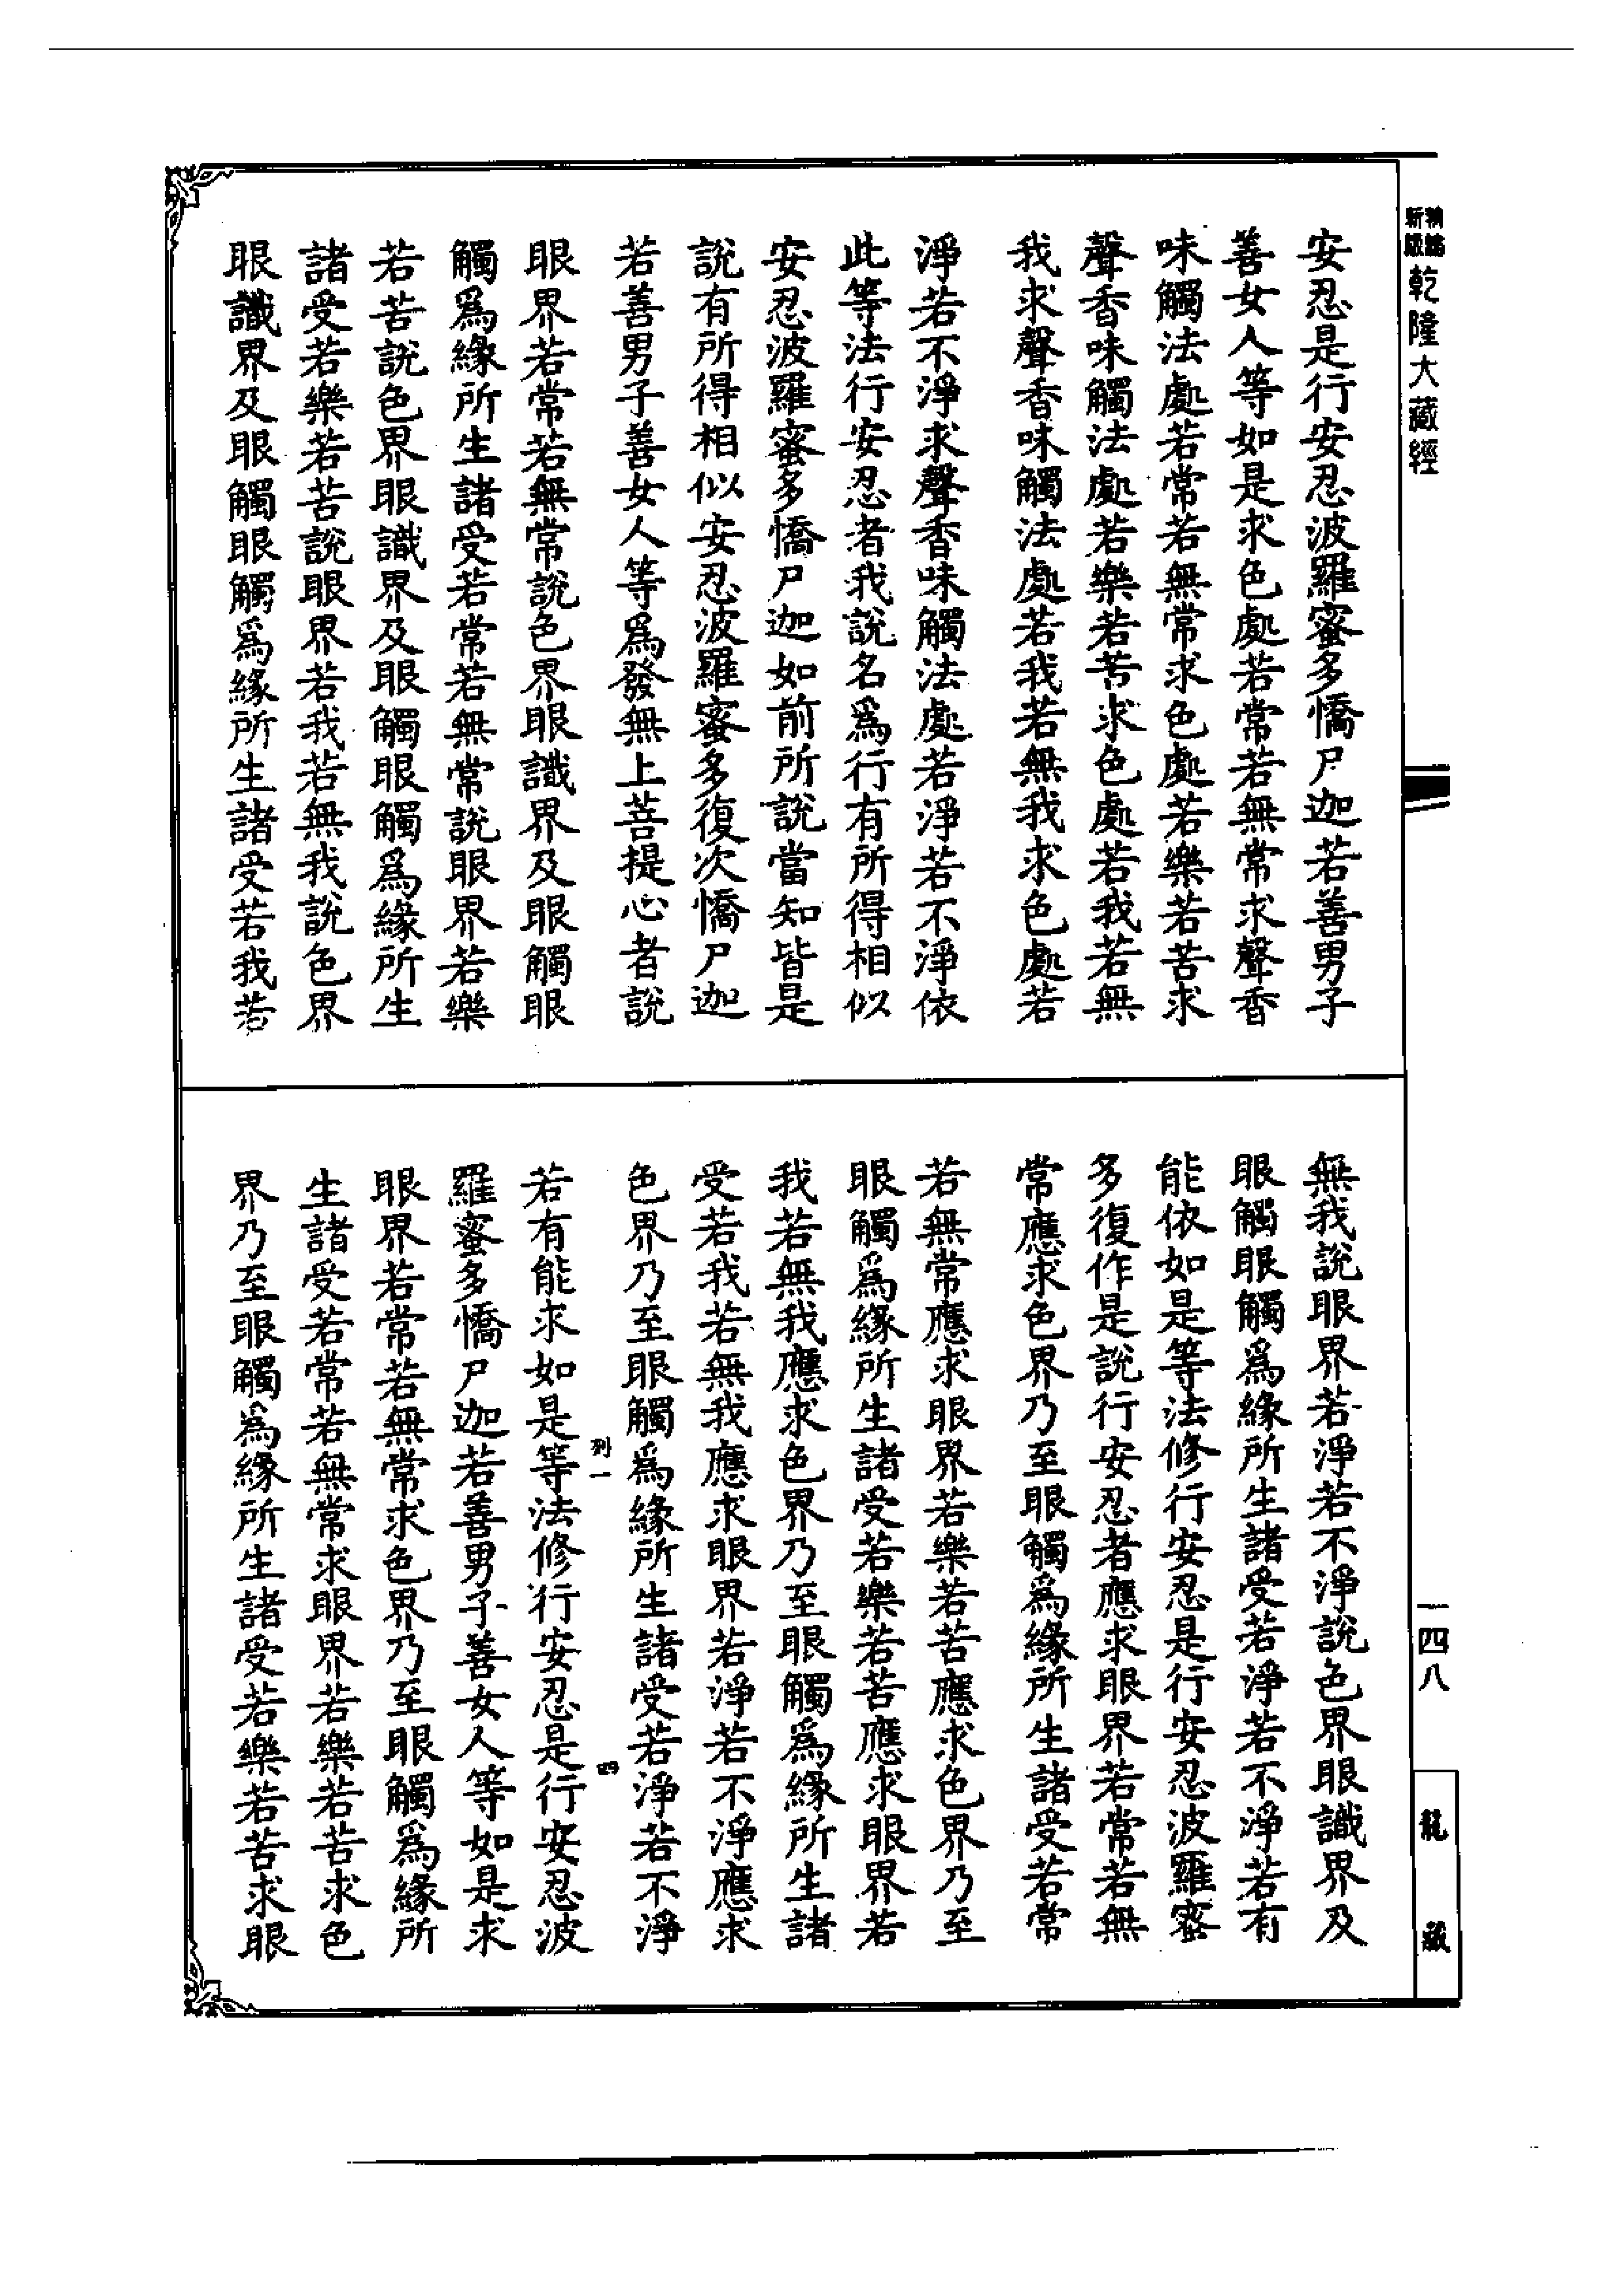 新編縮版乾隆大藏經
安忍是行安忍波羅蜜多憍尸迦若善男子
善女人等如是求色處若常若無常求聲香
味觸法處若常若無常求色處若樂若苦求
聲香味觸法處若樂若苦求色處若我若無
我求聲香味觸法處若我若無我求色處若
淨若不淨求聲香味觸法處若淨若不淨依
此等法行安忍者我說名爲行有所得相似
安忍波羅蜜多憍尸迦如前所說當知皆是
說有所得相似安忍波羅蜜多復次憍尸迦
若善男子善女人等爲發無上菩提心者說
眼界若常若無常說色界眼識界及眼觸眼
觸爲緣所生諸受若常若無常說眼界若樂
若苦說色界眼識界及眼觸眼觸爲緣所生
諸受若樂若苦說眼界若我若無我說色界
眼識界及眼觸眼觸爲緣所生諸受若我若
無我說眼界若淨若不淨說色界眼識界及
眼觸眼觸爲緣所生諸受若淨若不淨若有
能依如是等法修行安忍是行安忍波羅蜜
多復作是說行安忍者應求眼界若常若無
常應求色界乃至眼觸爲緣所生諸受若常
若無常應求眼界若樂若苦應求色界乃至
眼觸爲緣所生諸受若樂若苦應求眼界若
我若無我應求色界乃至眼觸爲緣所生諸
受若我若無我應求眼界若淨若不淨應求
色界乃至眼觸爲緣所生諸受若淨若不淨
列一
四
若有能求如是等法修行安忍是行安忍波
羅蜜多憍尸迦若善男子善女人等如是求
眼界若常若無常求色界乃至眼觸爲緣所
生諸受若常若無常求眼界若樂若苦求色
界乃至眼觸爲緣所生諸受若樂若苦求眼
一四八
龍藏